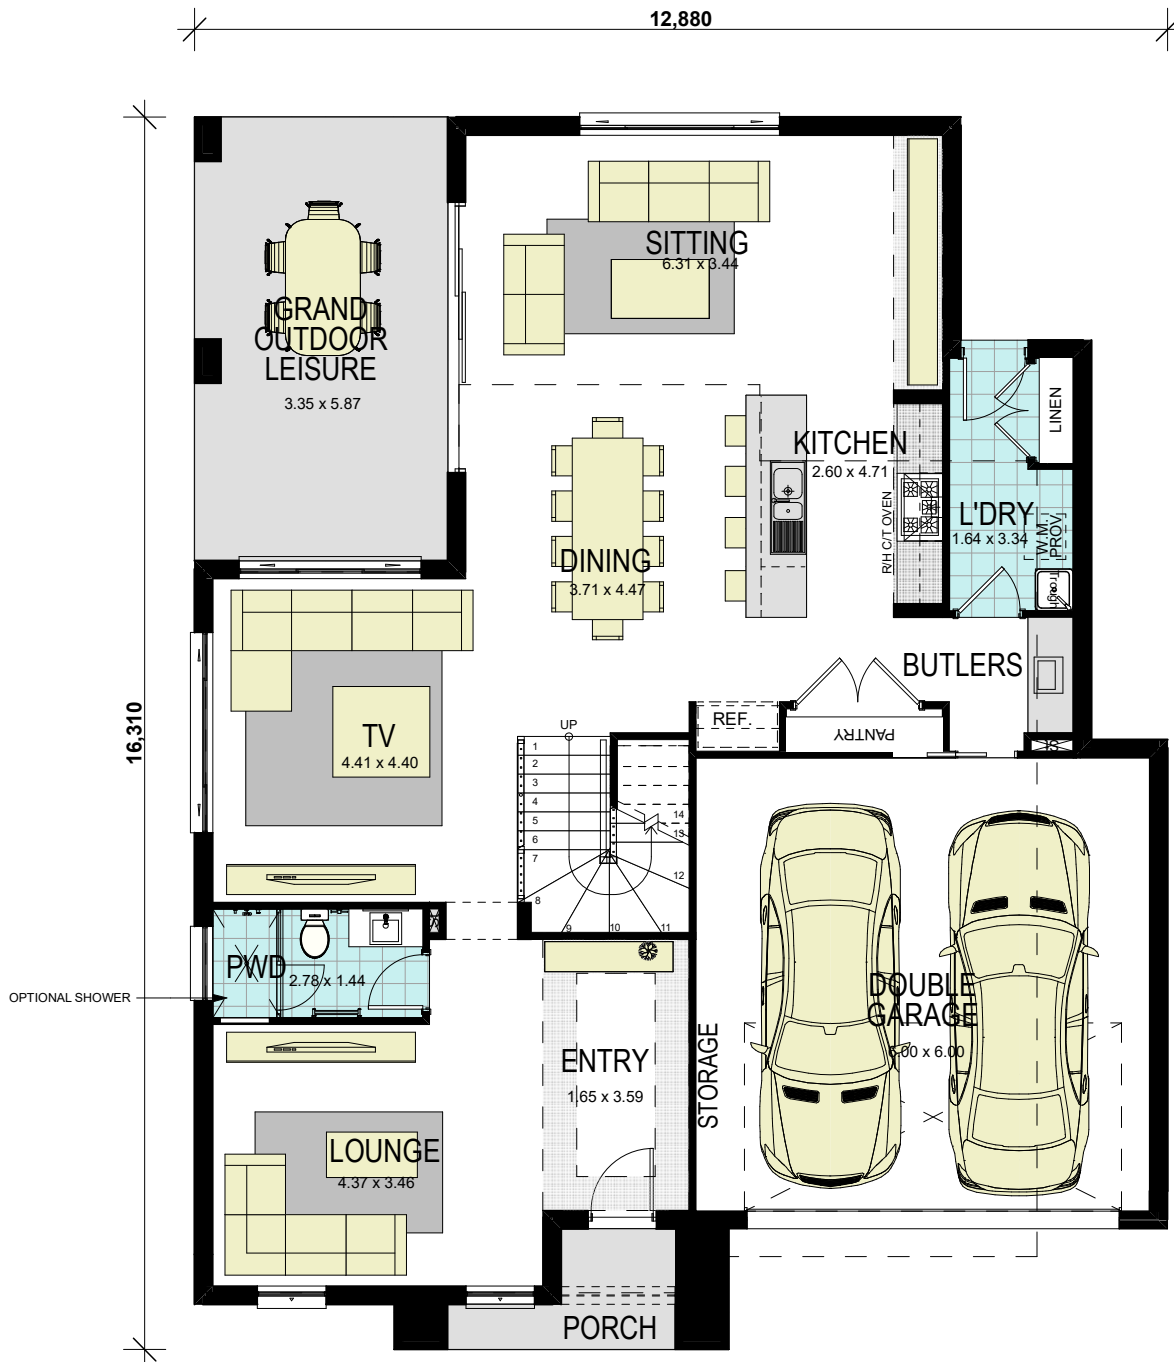 12,880
16,310
SITTING
6.31 x 3.44
GRAND
OUTDOOR
LEISURE
3.35 x 5.87
KITCHEN
2.60 x 4.71
R/H C/T OVEN
LINEN
L'DRY
1.64 x 3.34
W.M.
PROV
Trough
DINING
3.71 x 4.47
BUTLERS
REF.
PANTRY
TV
4.41 x 4.40
UP
1
2
3
4
5
6
7
8
9
10
11
12
13
14
PWD
2.78 x 1.44
OPTIONAL SHOWER
ENTRY
1.65 x 3.59
STORAGE
DOUBLE
GARAGE
6.00 x 6.00
LOUNGE
4.37 x 3.46
PORCH